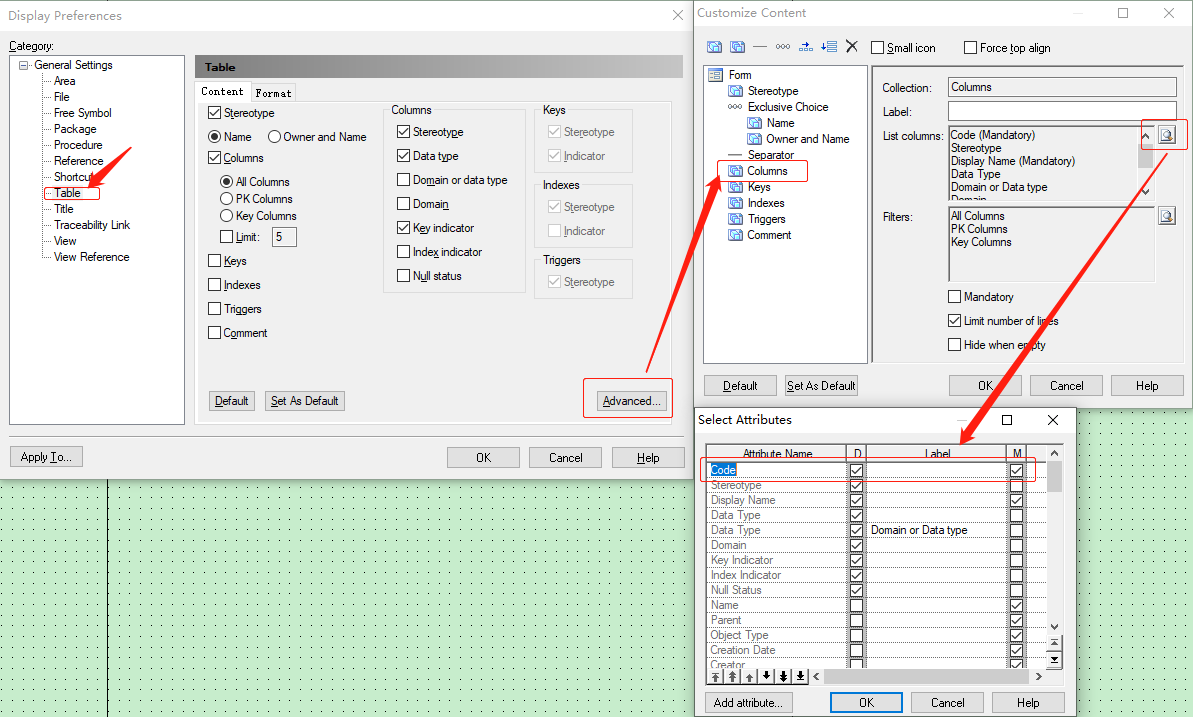 Display Preferences
Category:
General Settings
Area
File
Free Symbol
Package
Procedure
Reference
Shortcut
Table
Title
Traceability Link
View
View Reference
Table
Content
Format
Stereotype
Name
Owner and Name
Columns
All Columns
PK Columns
Key Columns
Limit:
5
Keys
Indexes
Triggers
Comment
Columns
Stereotype
Data type
Domain or data type
Domain
Key indicator
Index indicator
Null status
Keys
Stereotype
Indicator
Indexes
Stereotype
Indicator
Triggers
Stereotype
Default
Set As Default
Advanced...
Apply To...
OK
Cancel
Help
Customize Content
Small icon
Force top align
Form
Stereotype
Exclusive Choice
Name
Owner and Name
Separator
Columns
Keys
Indexes
Triggers
Comment
Collection:
Columns
Label:
List columns:
Code (Mandatory)
Stereotype
Display Name (Mandatory)
Data Type
Domain or Data type
Domain
Filters:
All Columns
PK Columns
Key Columns
Mandatory
Limit number of lines
Hide when empty
Default
Set As Default
OK
Cancel
Help
Select Attributes
Attribute Name D Label M
Code
Stereotype
Display Name
Data Type
Data Type Domain or Data type
Domain
Key Indicator
Index Indicator
Null Status
Name
Parent
Object Type
Creation Date
Creator
Add attribute...
OK
Cancel
Help